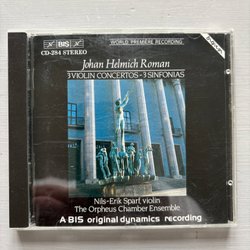 BIS
CD-284 STEREO
WORLD PREMIERE RECORDING
Johan Helmich Roman
3 VIOLIN CONCERTOS • 3 SINFONIAS
Nils-Erik Sparf, violin
The Orpheus Chamber Ensemble
A BIS original dynamics recording